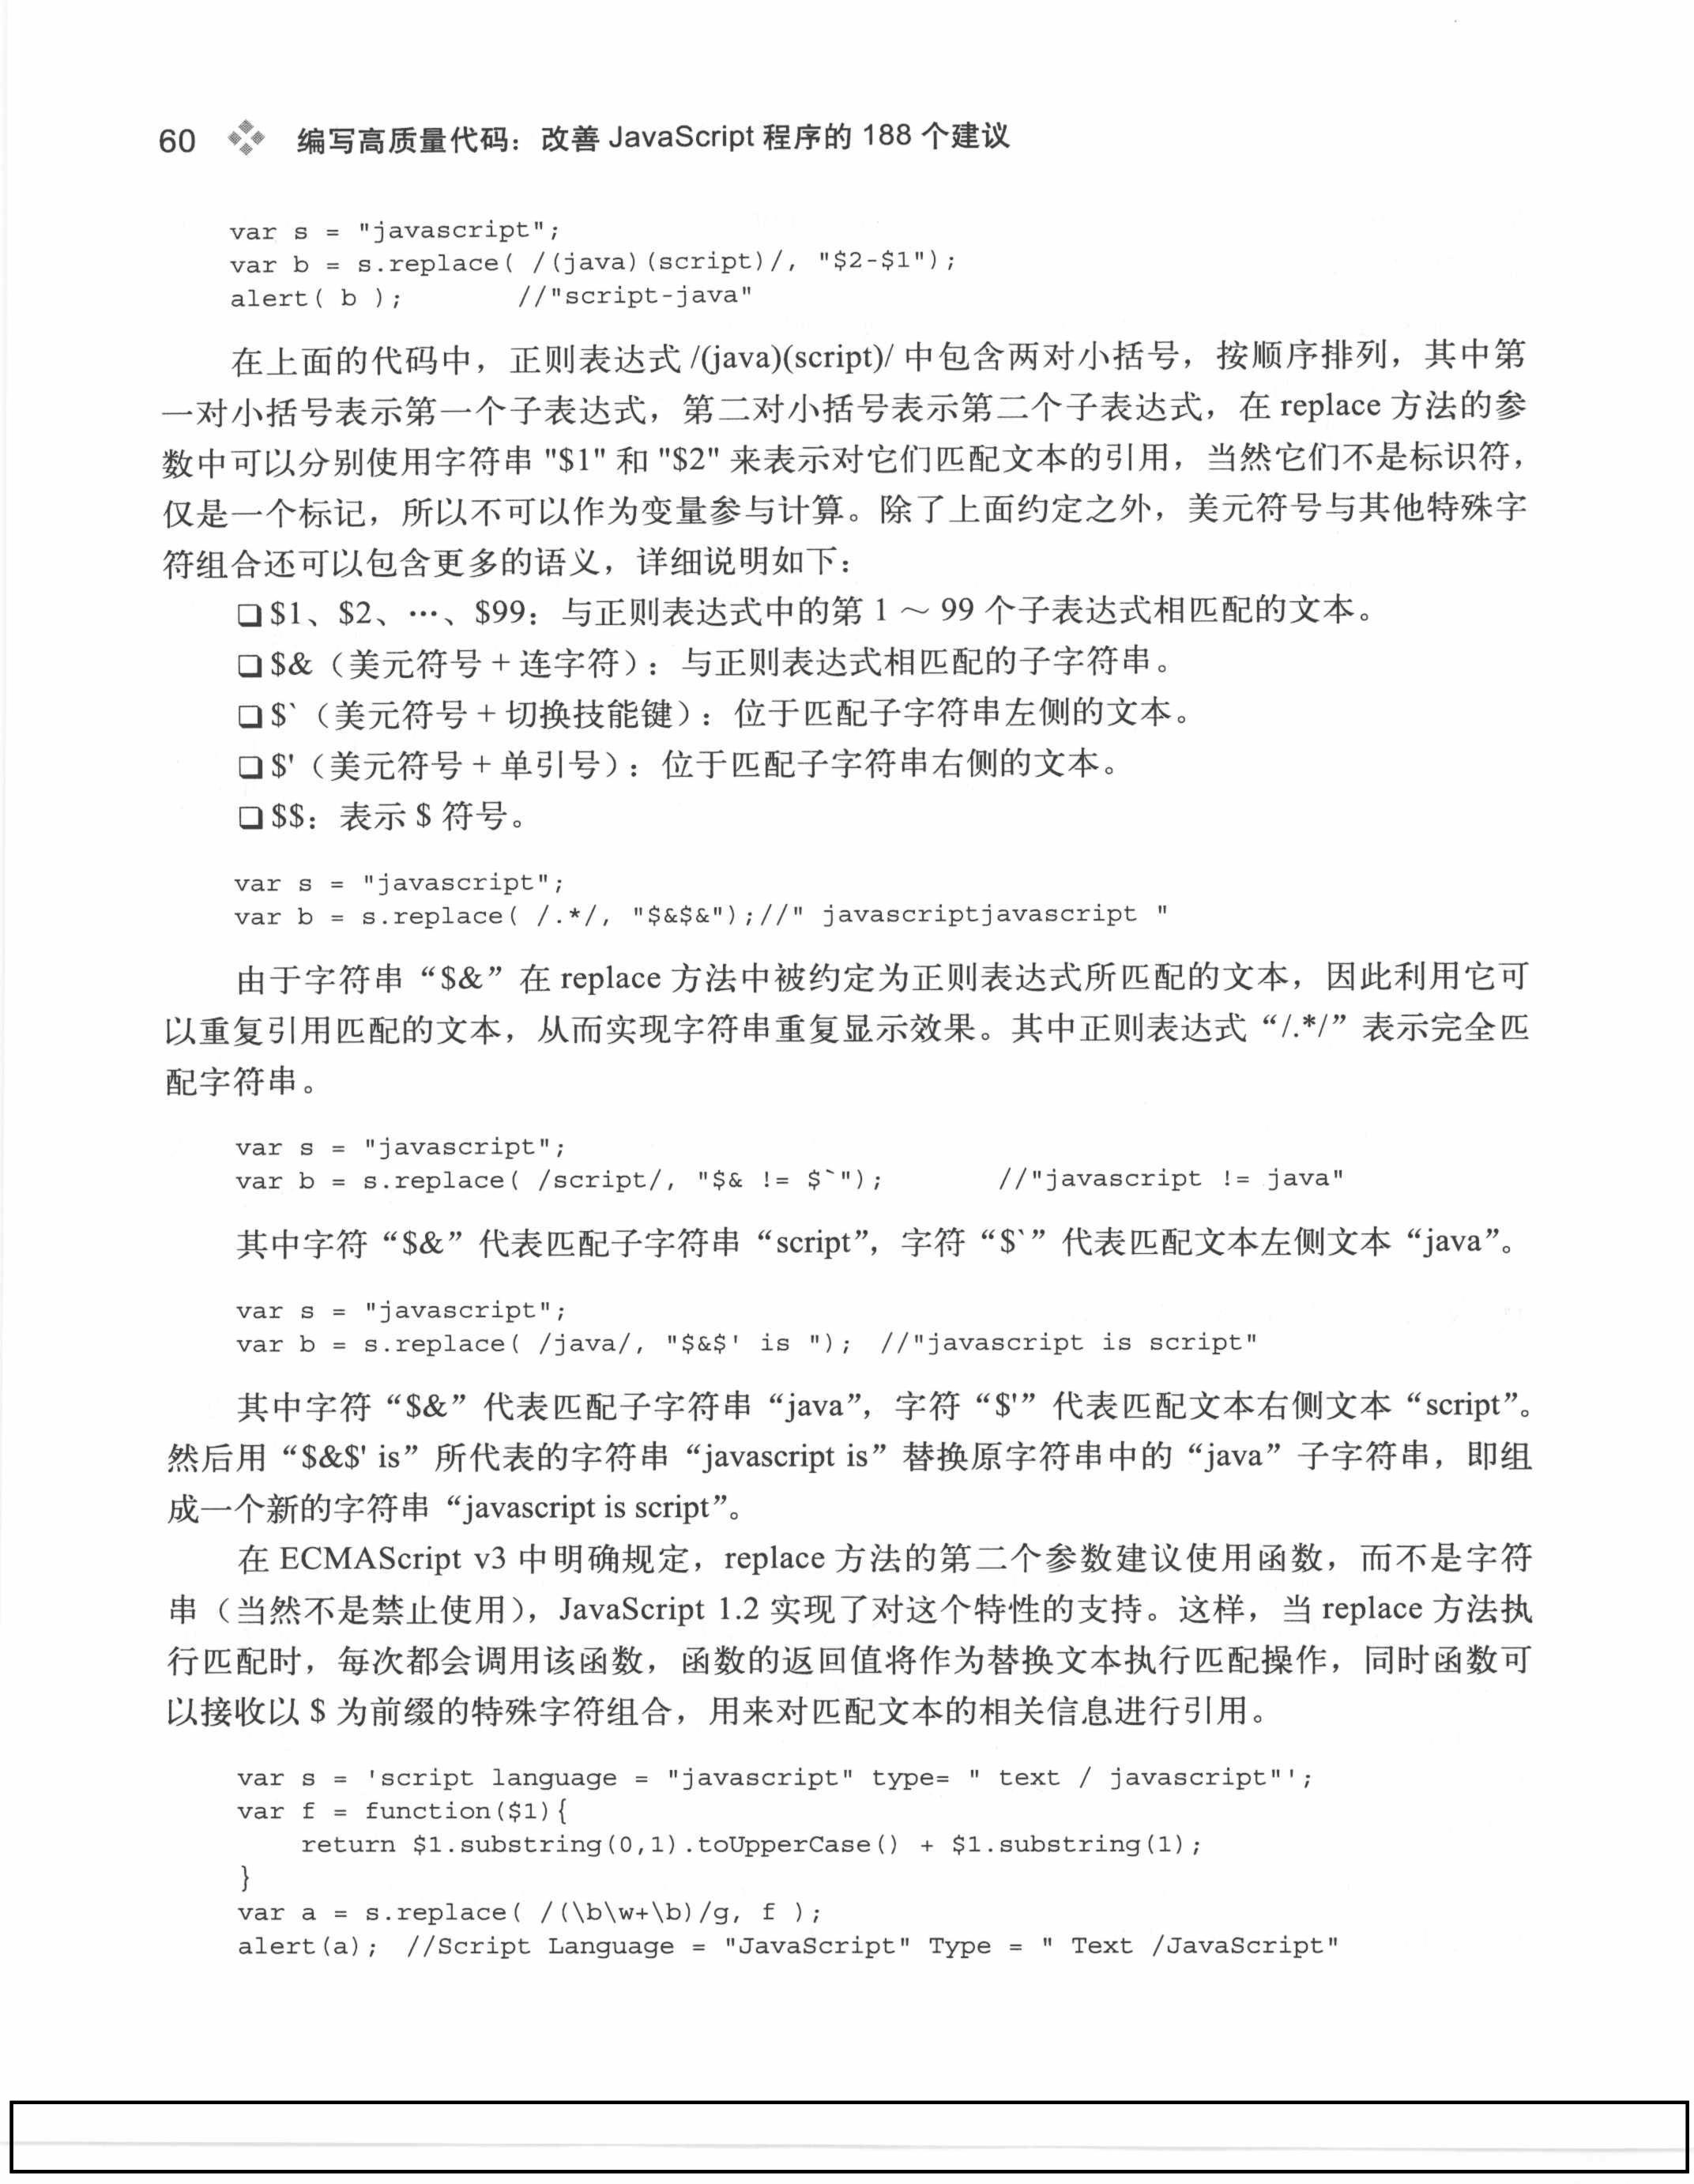 60 编写高质量代码：改善 JavaScript 程序的 188 个建议
var s = "javascript";
var b = s.replace( /(java)(script)/, "$2-$1");
alert( b ); //"script-java"
在上面的代码中，正则表达式 /(java)(script)/ 中包含两对小括号，按顺序排列，其中第
一对小括号表示第一个子表达式，第二对小括号表示第二个子表达式，在 replace 方法的参
数中可以分别使用字符串 "$1" 和 "$2" 来表示对它们匹配文本的引用，当然它们不是标识符，
仅是一个标记，所以不可以作为变量参与计算。除了上面约定之外，美元符号与其他特殊字
符组合还可以包含更多的语义，详细说明如下：
❏ $1、$2、…、$99：与正则表达式中的第 1 ～ 99 个子表达式相匹配的文本。
❏ $&（美元符号 + 连字符）：与正则表达式相匹配的子字符串。
❏ $`（美元符号 + 切换技能键）：位于匹配子字符串左侧的文本。
❏ $'（美元符号 + 单引号）：位于匹配子字符串右侧的文本。
❏ $$：表示 $ 符号。
var s = "javascript";
var b = s.replace( /.*/, "$&$&");//" javascriptjavascript "
由于字符串“$&”在 replace 方法中被约定为正则表达式所匹配的文本，因此利用它可
以重复引用匹配的文本，从而实现字符串重复显示效果。其中正则表达式“/.*/”表示完全匹
配字符串。
var s = "javascript";
var b = s.replace( /script/, "$& != $`"); //"javascript != java"
其中字符“$&”代表匹配子字符串“script”，字符“$`”代表匹配文本左侧文本“java”。
var s = "javascript";
var b = s.replace( /java/, "$&$' is "); //"javascript is script"
其中字符“$&”代表匹配子字符串“java”，字符“$'”代表匹配文本右侧文本“script”。
然后用“$&$' is”所代表的字符串“javascript is”替换原字符串中的“java”子字符串，即组
成一个新的字符串“javascript is script”。
在 ECMAScript v3 中明确规定，replace 方法的第二个参数建议使用函数，而不是字符
串（当然不是禁止使用），JavaScript 1.2 实现了对这个特性的支持。这样，当 replace 方法执
行匹配时，每次都会调用该函数，函数的返回值将作为替换文本执行匹配操作，同时函数可
以接收以 $ 为前缀的特殊字符组合，用来对匹配文本的相关信息进行引用。
var s = 'script language = "javascript" type= " text / javascript"';
var f = function($1){
return $1.substring(0,1).toUpperCase() + $1.substring(1);
}
var a = s.replace( /(\b\w+\b)/g, f );
alert(a); //Script Language = "JavaScript" Type = " Text /JavaScript"